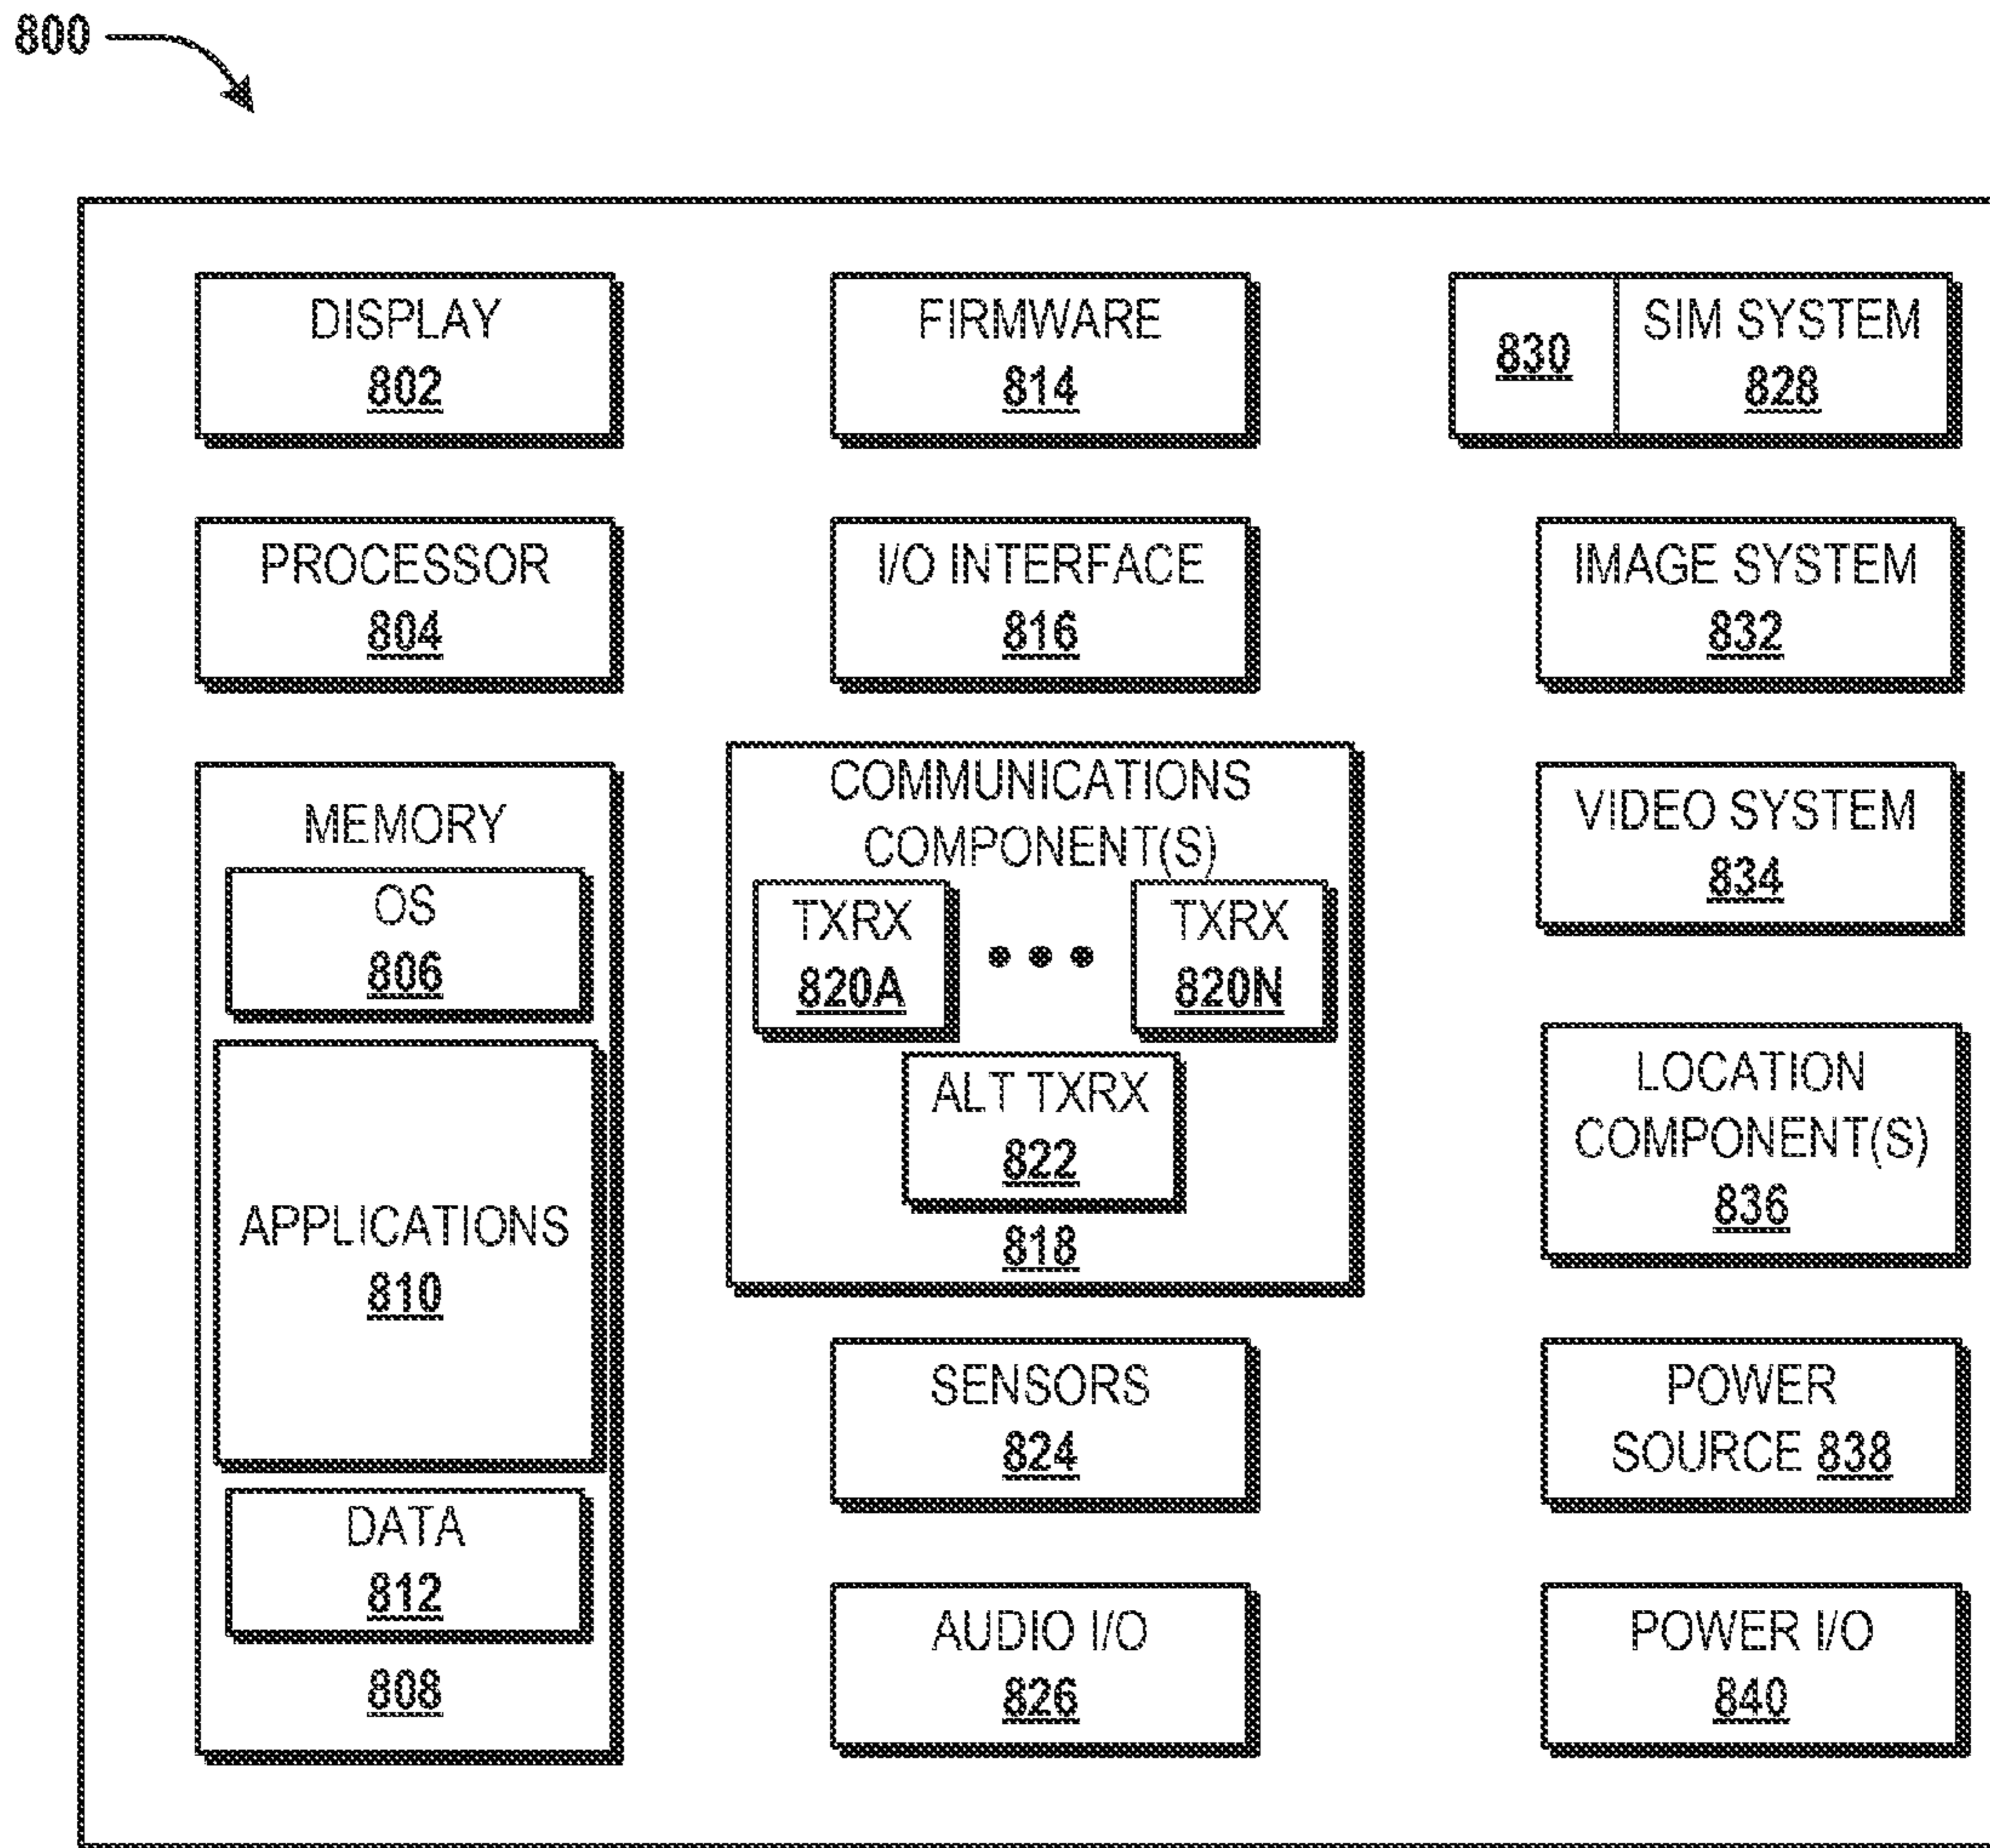 800
DISPLAY
802
PROCESSOR
804
MEMORY
OS
806
APPLICATIONS
810
DATA
812
808
FIRMWARE
814
I/O INTERFACE
816
COMMUNICATIONS
COMPONENT(S)
TXRX
820A
TXRX
820N
ALT TXRX
822
818
SENSORS
824
AUDIO I/O
826
830
SIM SYSTEM
828
IMAGE SYSTEM
832
VIDEO SYSTEM
834
LOCATION
COMPONENT(S)
836
POWER
SOURCE 838
POWER I/O
840